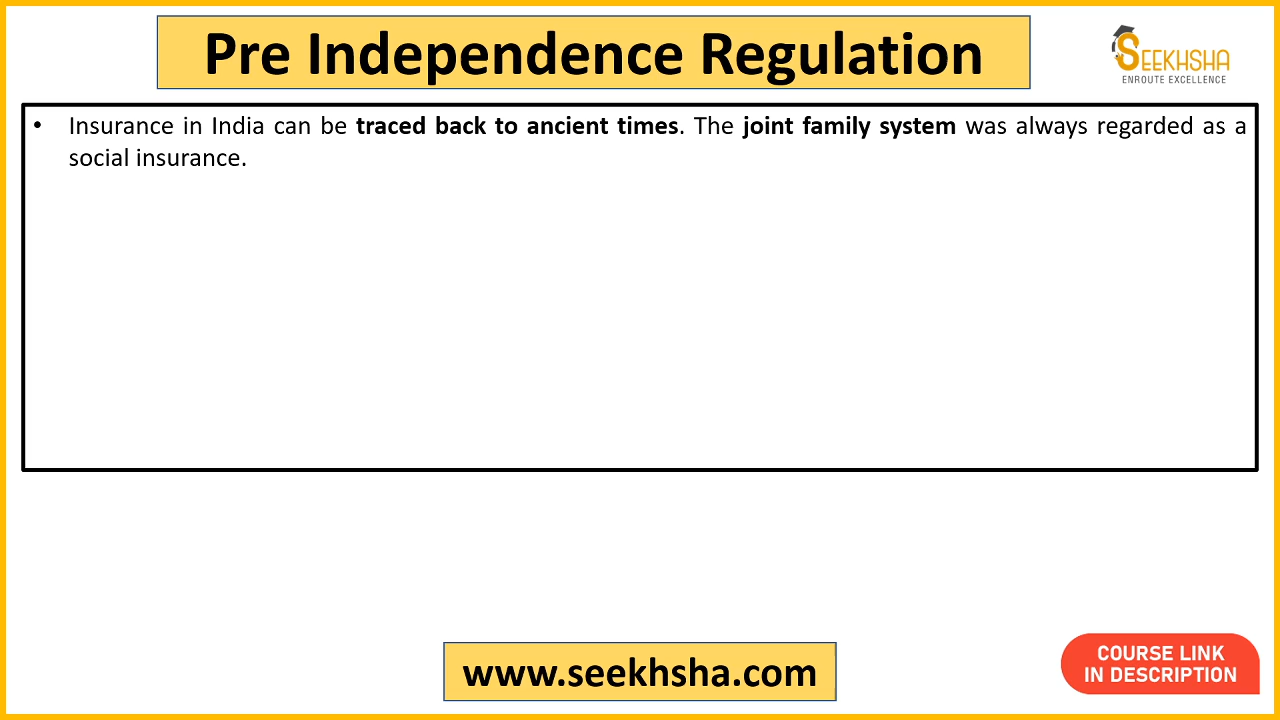 Pre Independence Regulation
SEEKHSHA
ENROUTE EXCELLENCE
• Insurance in India can be traced back to ancient times. The joint family system was always regarded as a
social insurance.
www.seekhsha.com
COURSE LINK
IN DESCRIPTION